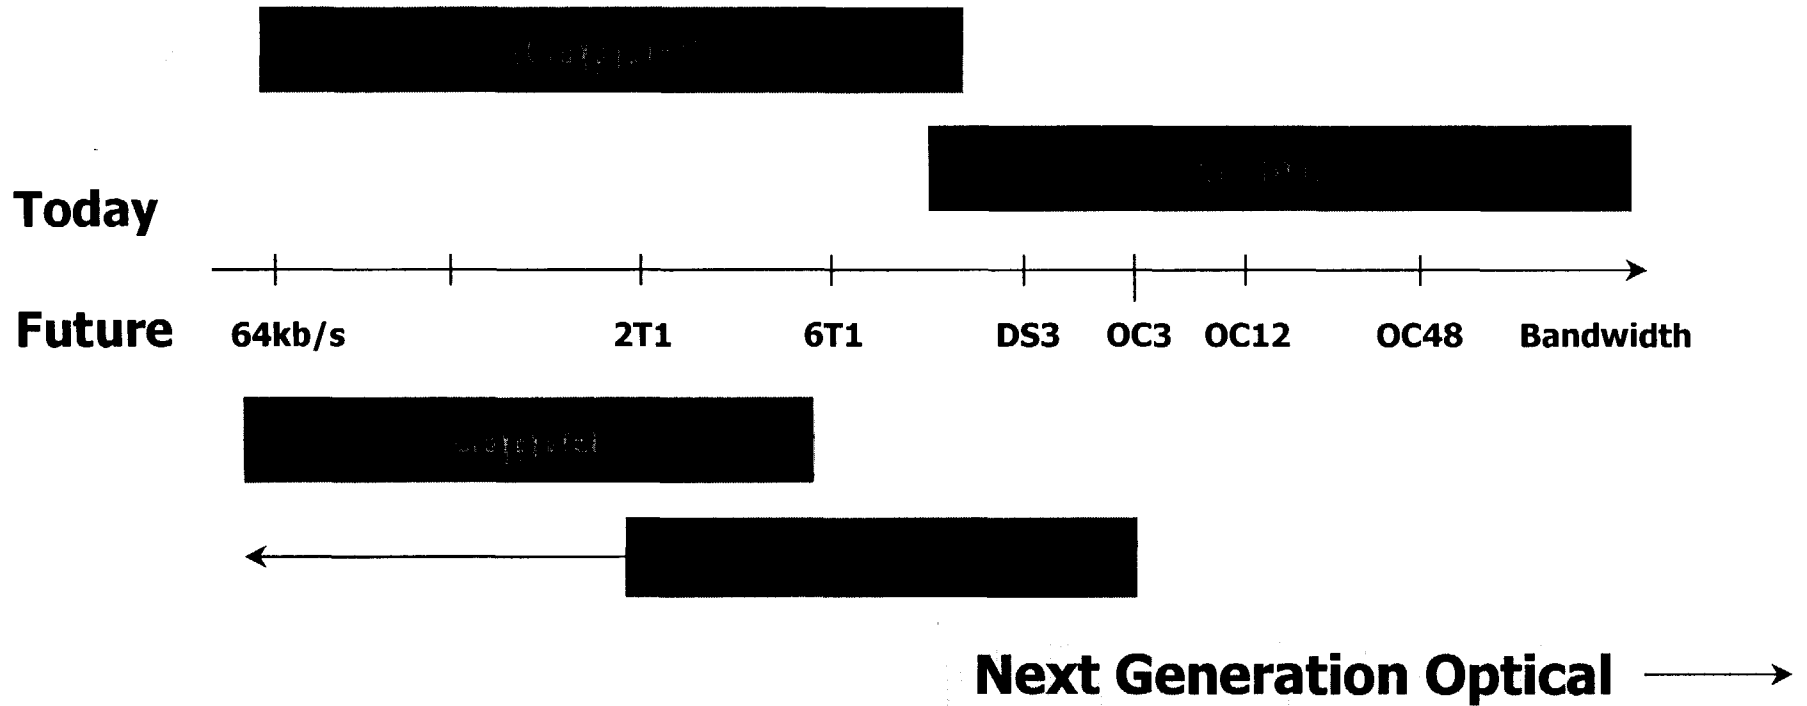 Today
Future
64kb/s 2T1 6T1 DS3 OC3 OC12 OC48 Bandwidth
Next Generation Optical